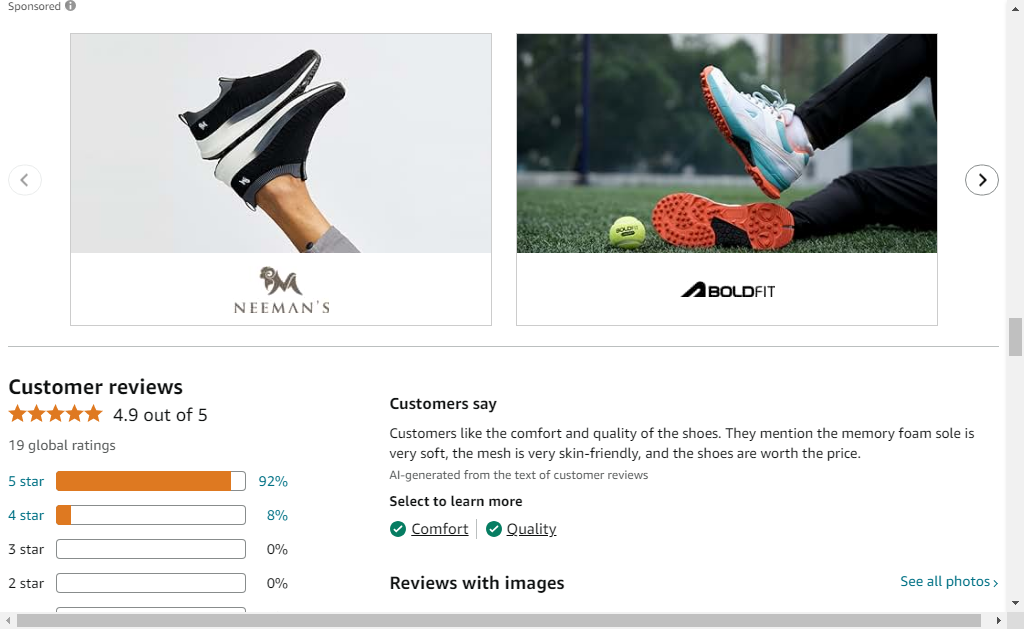 Sponsored
NEEMAN'S
BOLDFIT
BOLDFIT
Customer reviews
4.9 out of 5
19 global ratings
5 star 92%
4 star 8%
3 star 0%
2 star 0%
Customers say
Customers like the comfort and quality of the shoes. They mention the memory foam sole is
very soft, the mesh is very skin-friendly, and the shoes are worth the price.
AI-generated from the text of customer reviews
Select to learn more
Comfort
Quality
Reviews with images
See all photos ›